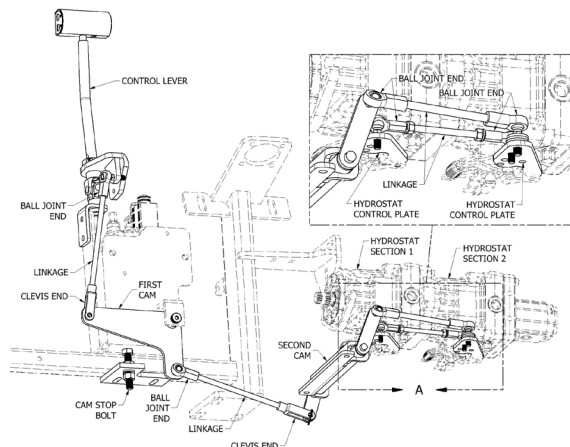 CONTROL LEVER
BALL JOINT END
BALL JOINT END
LINKAGE
HYDROSTAT
CONTROL PLATE
HYDROSTAT
CONTROL PLATE
BALL JOINT
END
LINKAGE
CLEVIS END
FIRST
CAM
HYDROSTAT
SECTION 1
HYDROSTAT
SECTION 2
SECOND
CAM
A
CAM STOP
BOLT
BALL
JOINT
END
LINKAGE
CLEVIS END